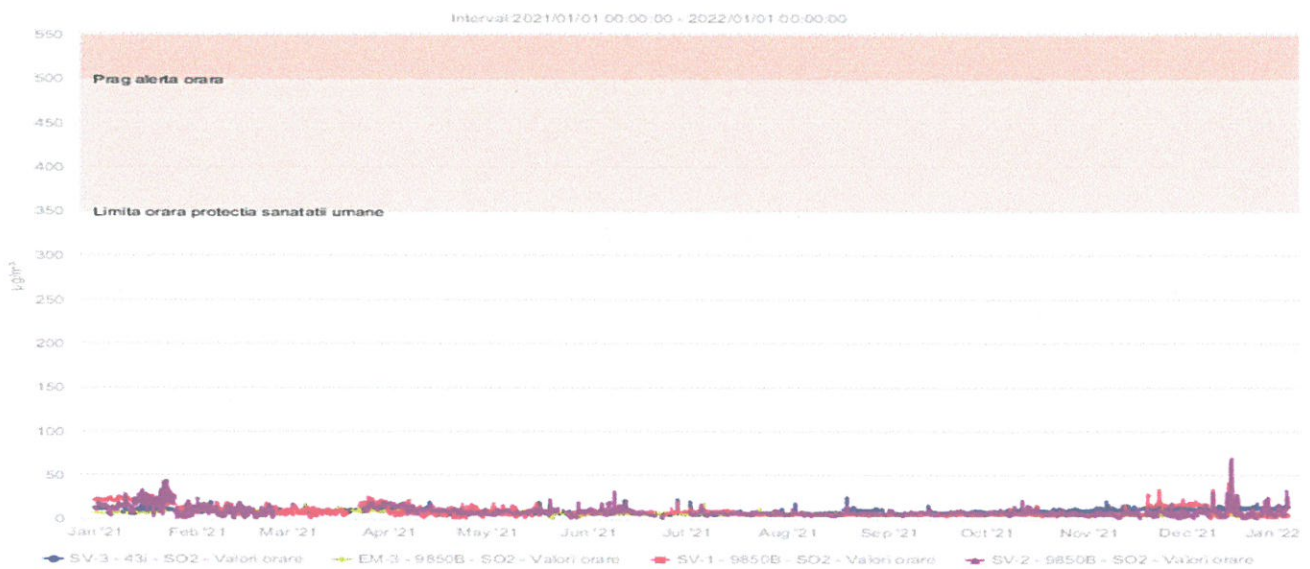 Interval:2021/01/01 00:00:00 - 2022/01/01 00:00:00
550
Prag alerta orara
500
450
400
Limita orara protectia sanatatii umane
350
300
µg/m³
250
200
150
100
50
0
Jan '21 Feb '21 Mar '21 Apr '21 May '21 Jun '21 Jul '21 Aug '21 Sep '21 Oct '21 Nov '21 Dec '21 Jan '22
SV-3 - 43i - SO2 - Valori orare EM-3 - 9850B - SO2 - Valori orare SV-1 - 9850B - SO2 - Valori orare SV-2 - 9850B - SO2 - Valori orare